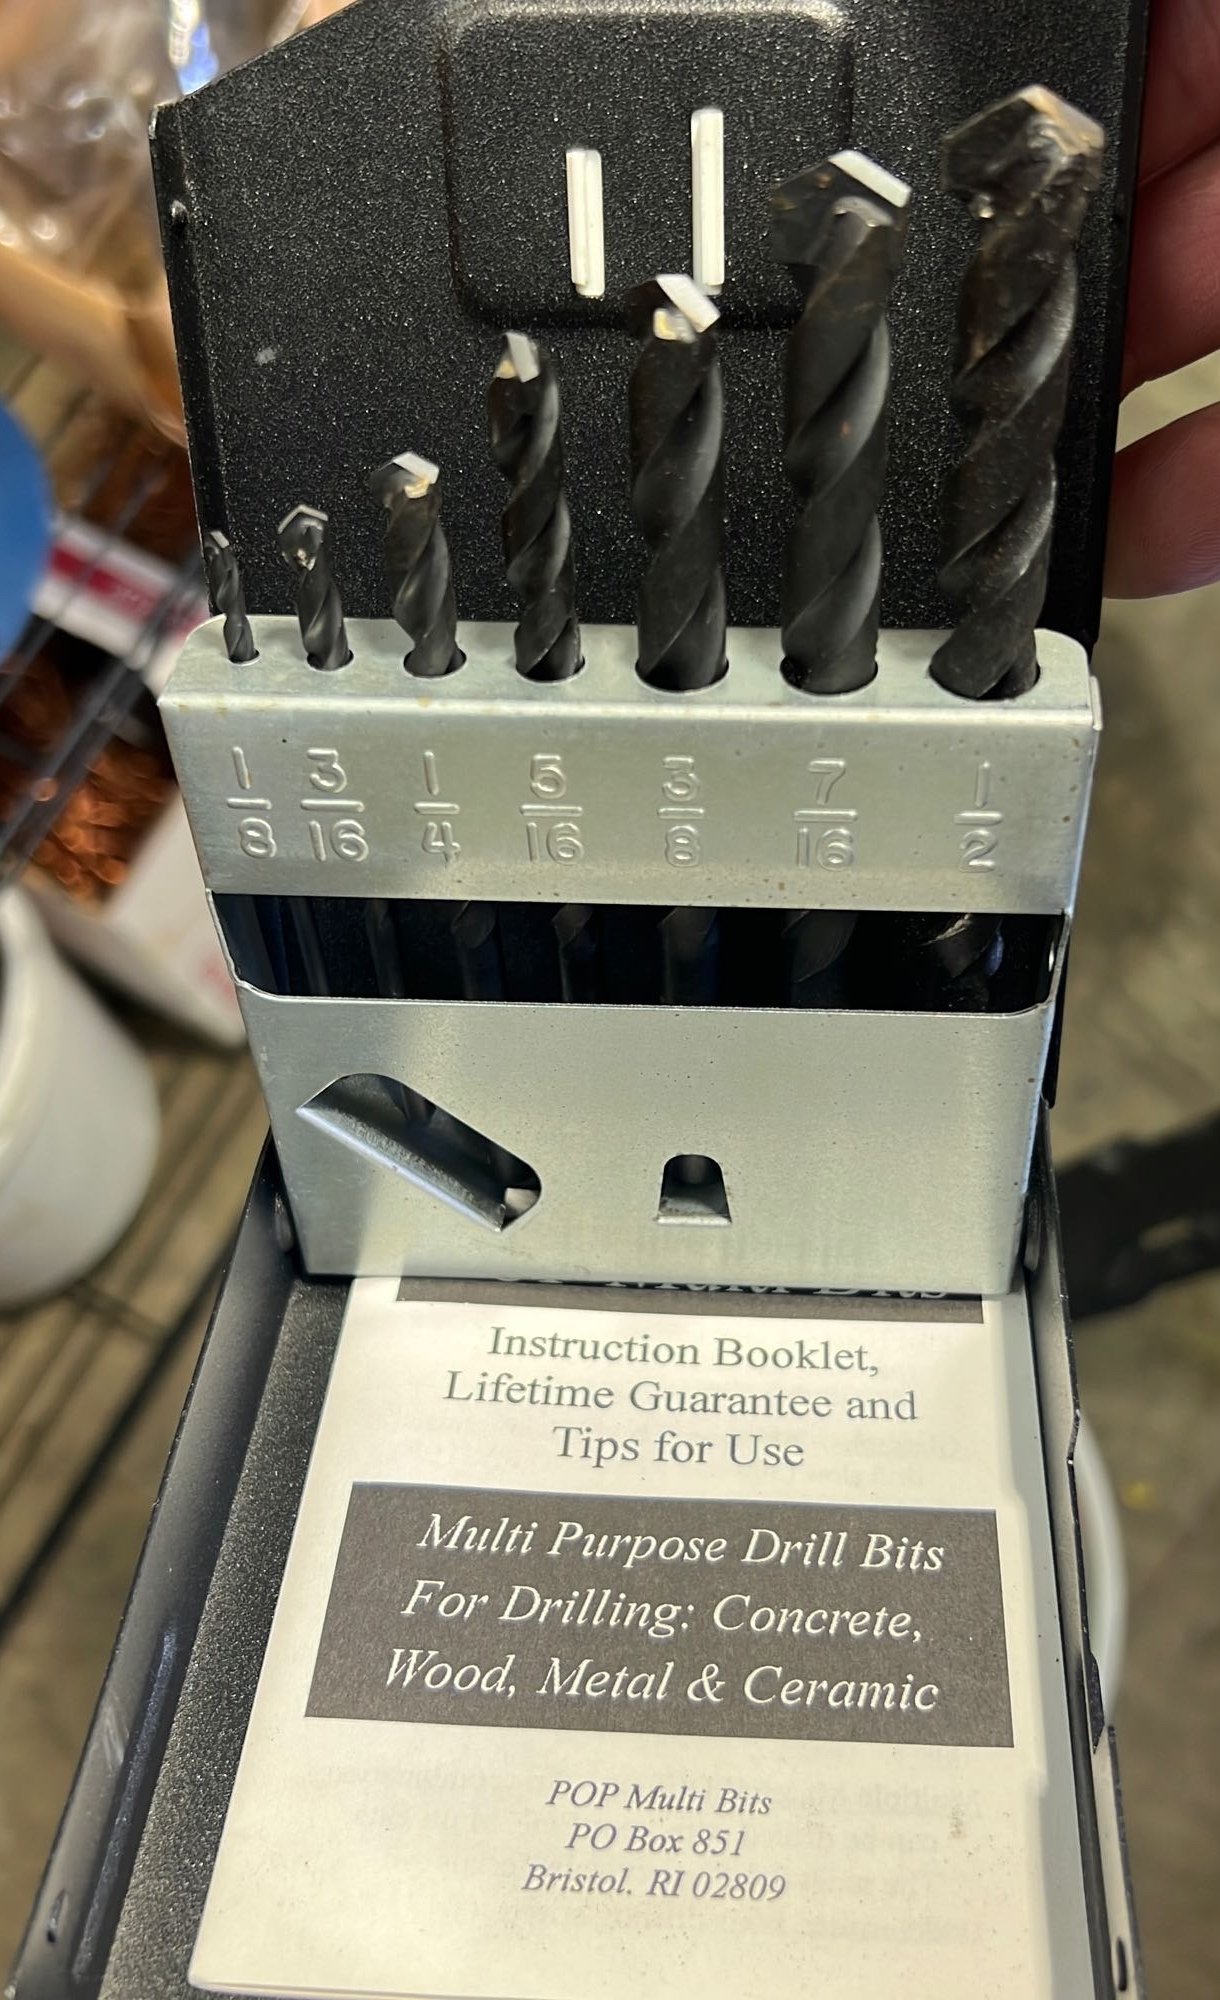 1/8 3/16 1/4 5/16 3/8 7/16 1/2
Multi Bits
Instruction Booklet,
Lifetime Guarantee and
Tips for Use
Multi Purpose Drill Bits
For Drilling: Concrete,
Wood, Metal & Ceramic
POP Multi Bits
PO Box 851
Bristol. RI 02809